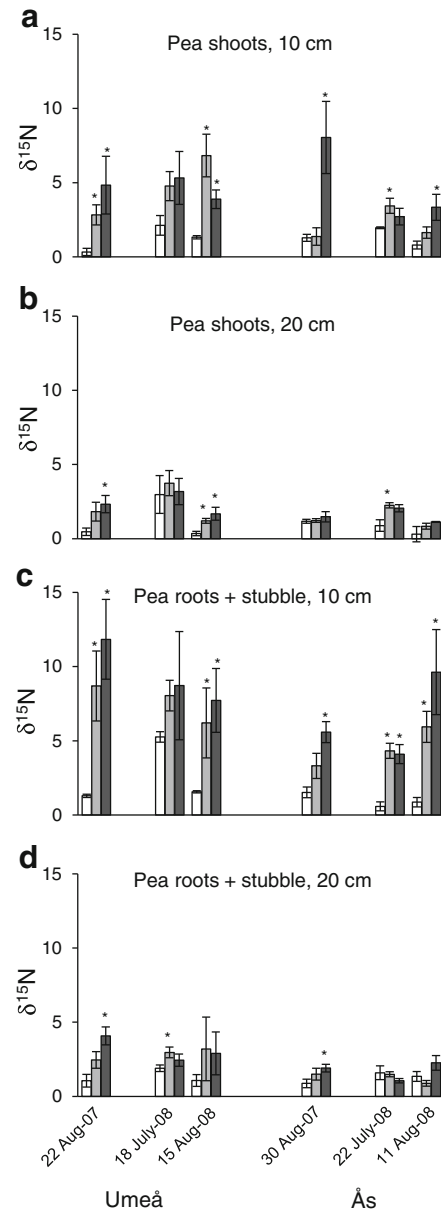 a
Pea shoots, 10 cm
δ¹⁵N
15
10
5
0
* * * * * * *
b
Pea shoots, 20 cm
δ¹⁵N
15
10
5
0
* * * *
c
Pea roots + stubble, 10 cm
δ¹⁵N
15
10
5
0
* * * * * * * * *
d
Pea roots + stubble, 20 cm
δ¹⁵N
15
10
5
0
* * *
22 Aug-07 18 July-08 15 Aug-08 30 Aug-07 22 July-08 11 Aug-08
Umeå Ås